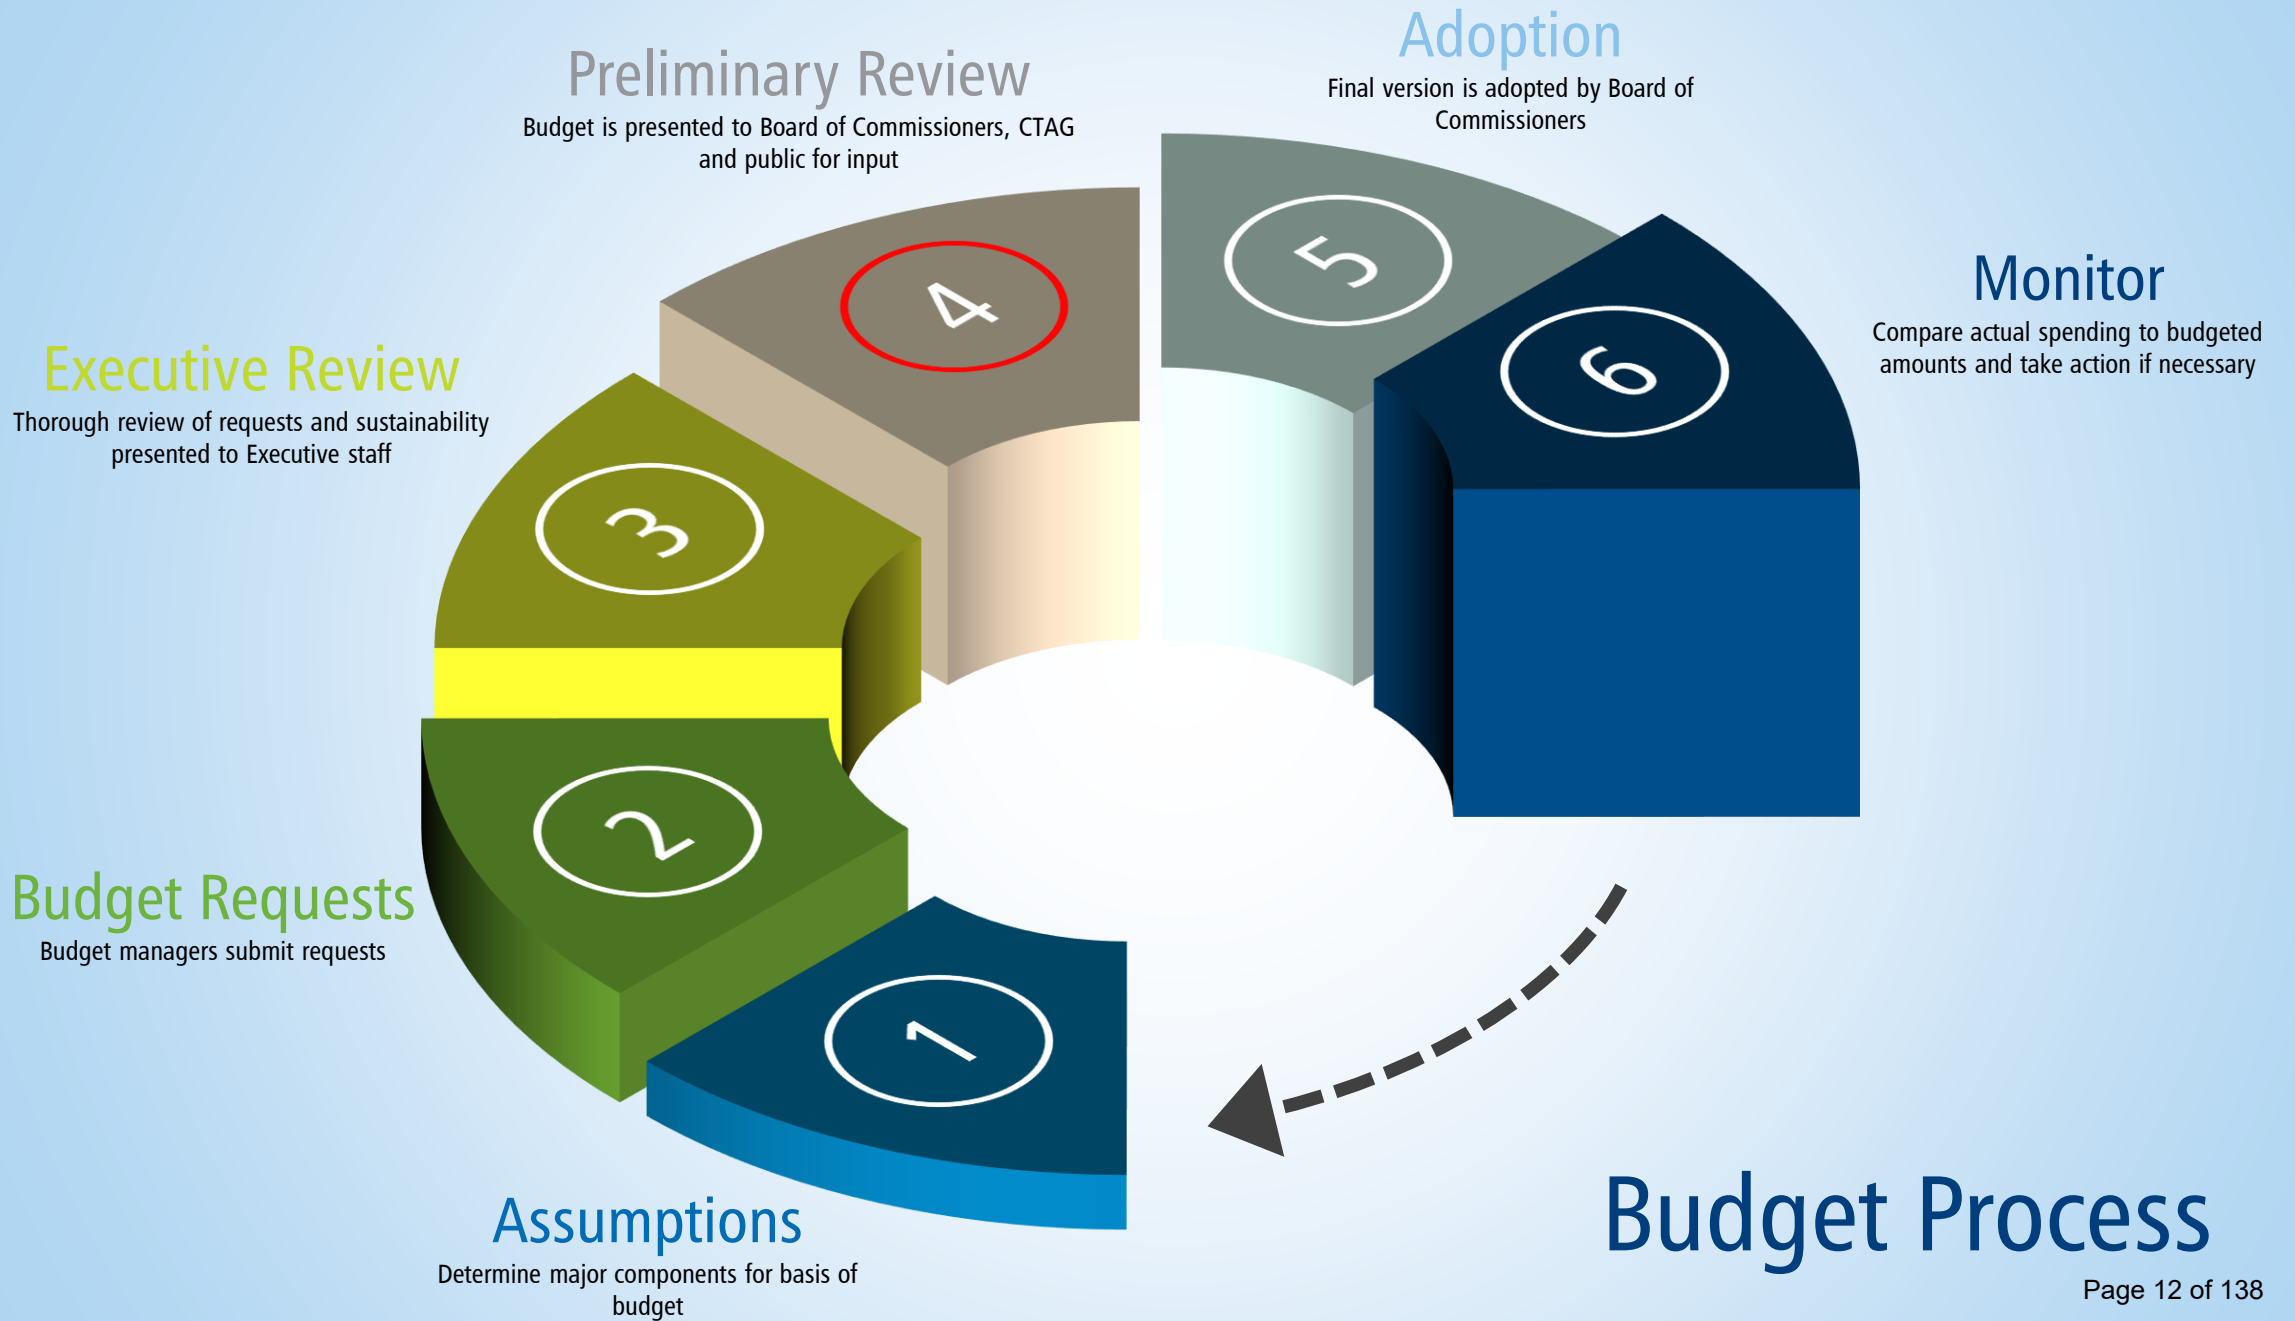 Adoption
Final version is adopted by Board of
Commissioners
Preliminary Review
Budget is presented to Board of Commissioners, CTAG
and public for input
Monitor
Compare actual spending to budgeted
amounts and take action if necessary
Executive Review
Thorough review of requests and sustainability
presented to Executive staff
Budget Requests
Budget managers submit requests
Assumptions
Determine major components for basis of
budget
1
2
3
4
5
6
Budget Process
Page 12 of 138